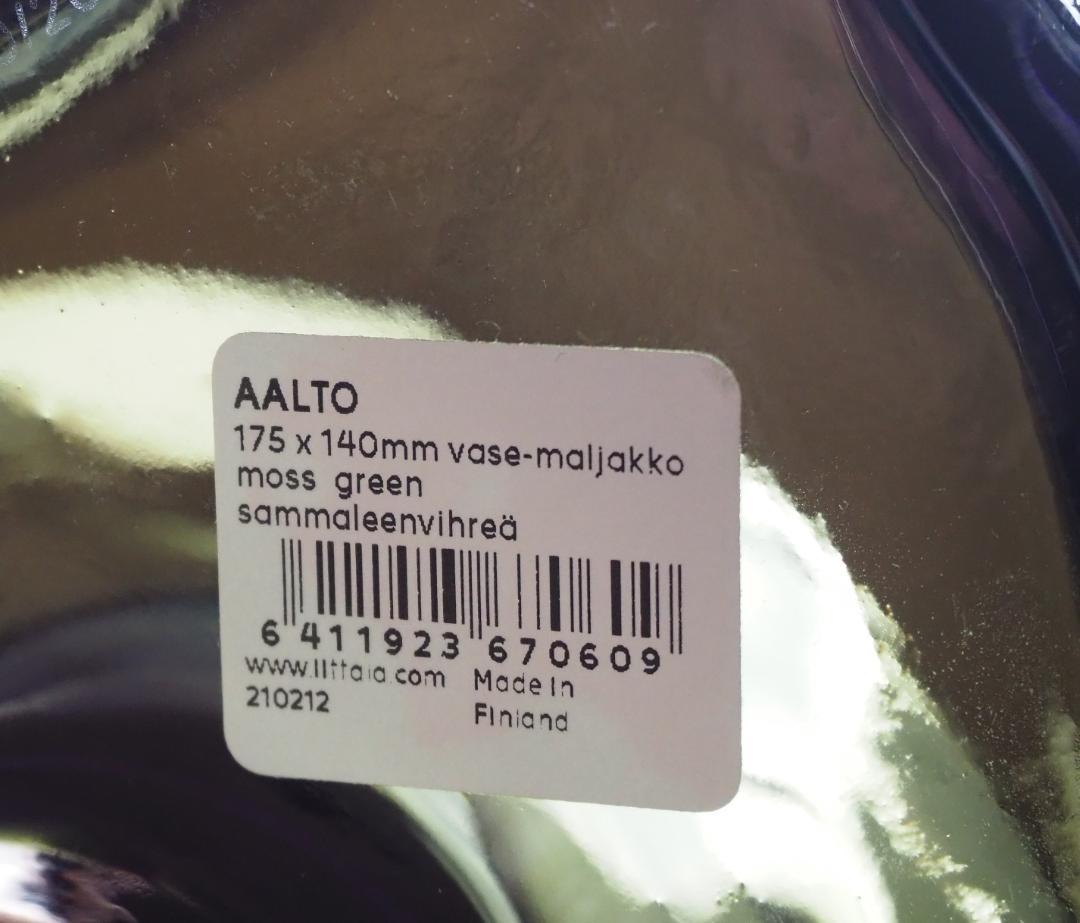 AALTO
175 x 140mm vase-maljakko
moss green
sammaleenvihreä
6 411923 670609
www.iittala.com Made in
210212 Finland